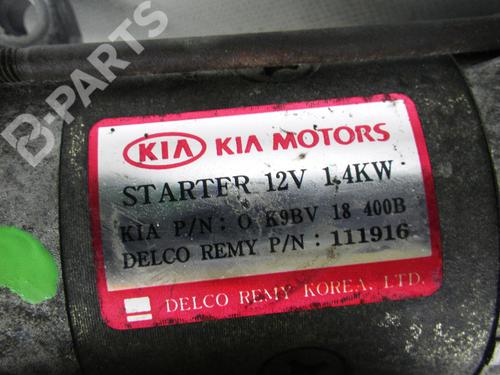 B-PARTS
KIA KIA MOTORS
STARTER 12V 1,4KW
KIA P/N: O K9BV 18 400B
DELCO REMY P/N: 111916
DELCO REMY KOREA, LTD.